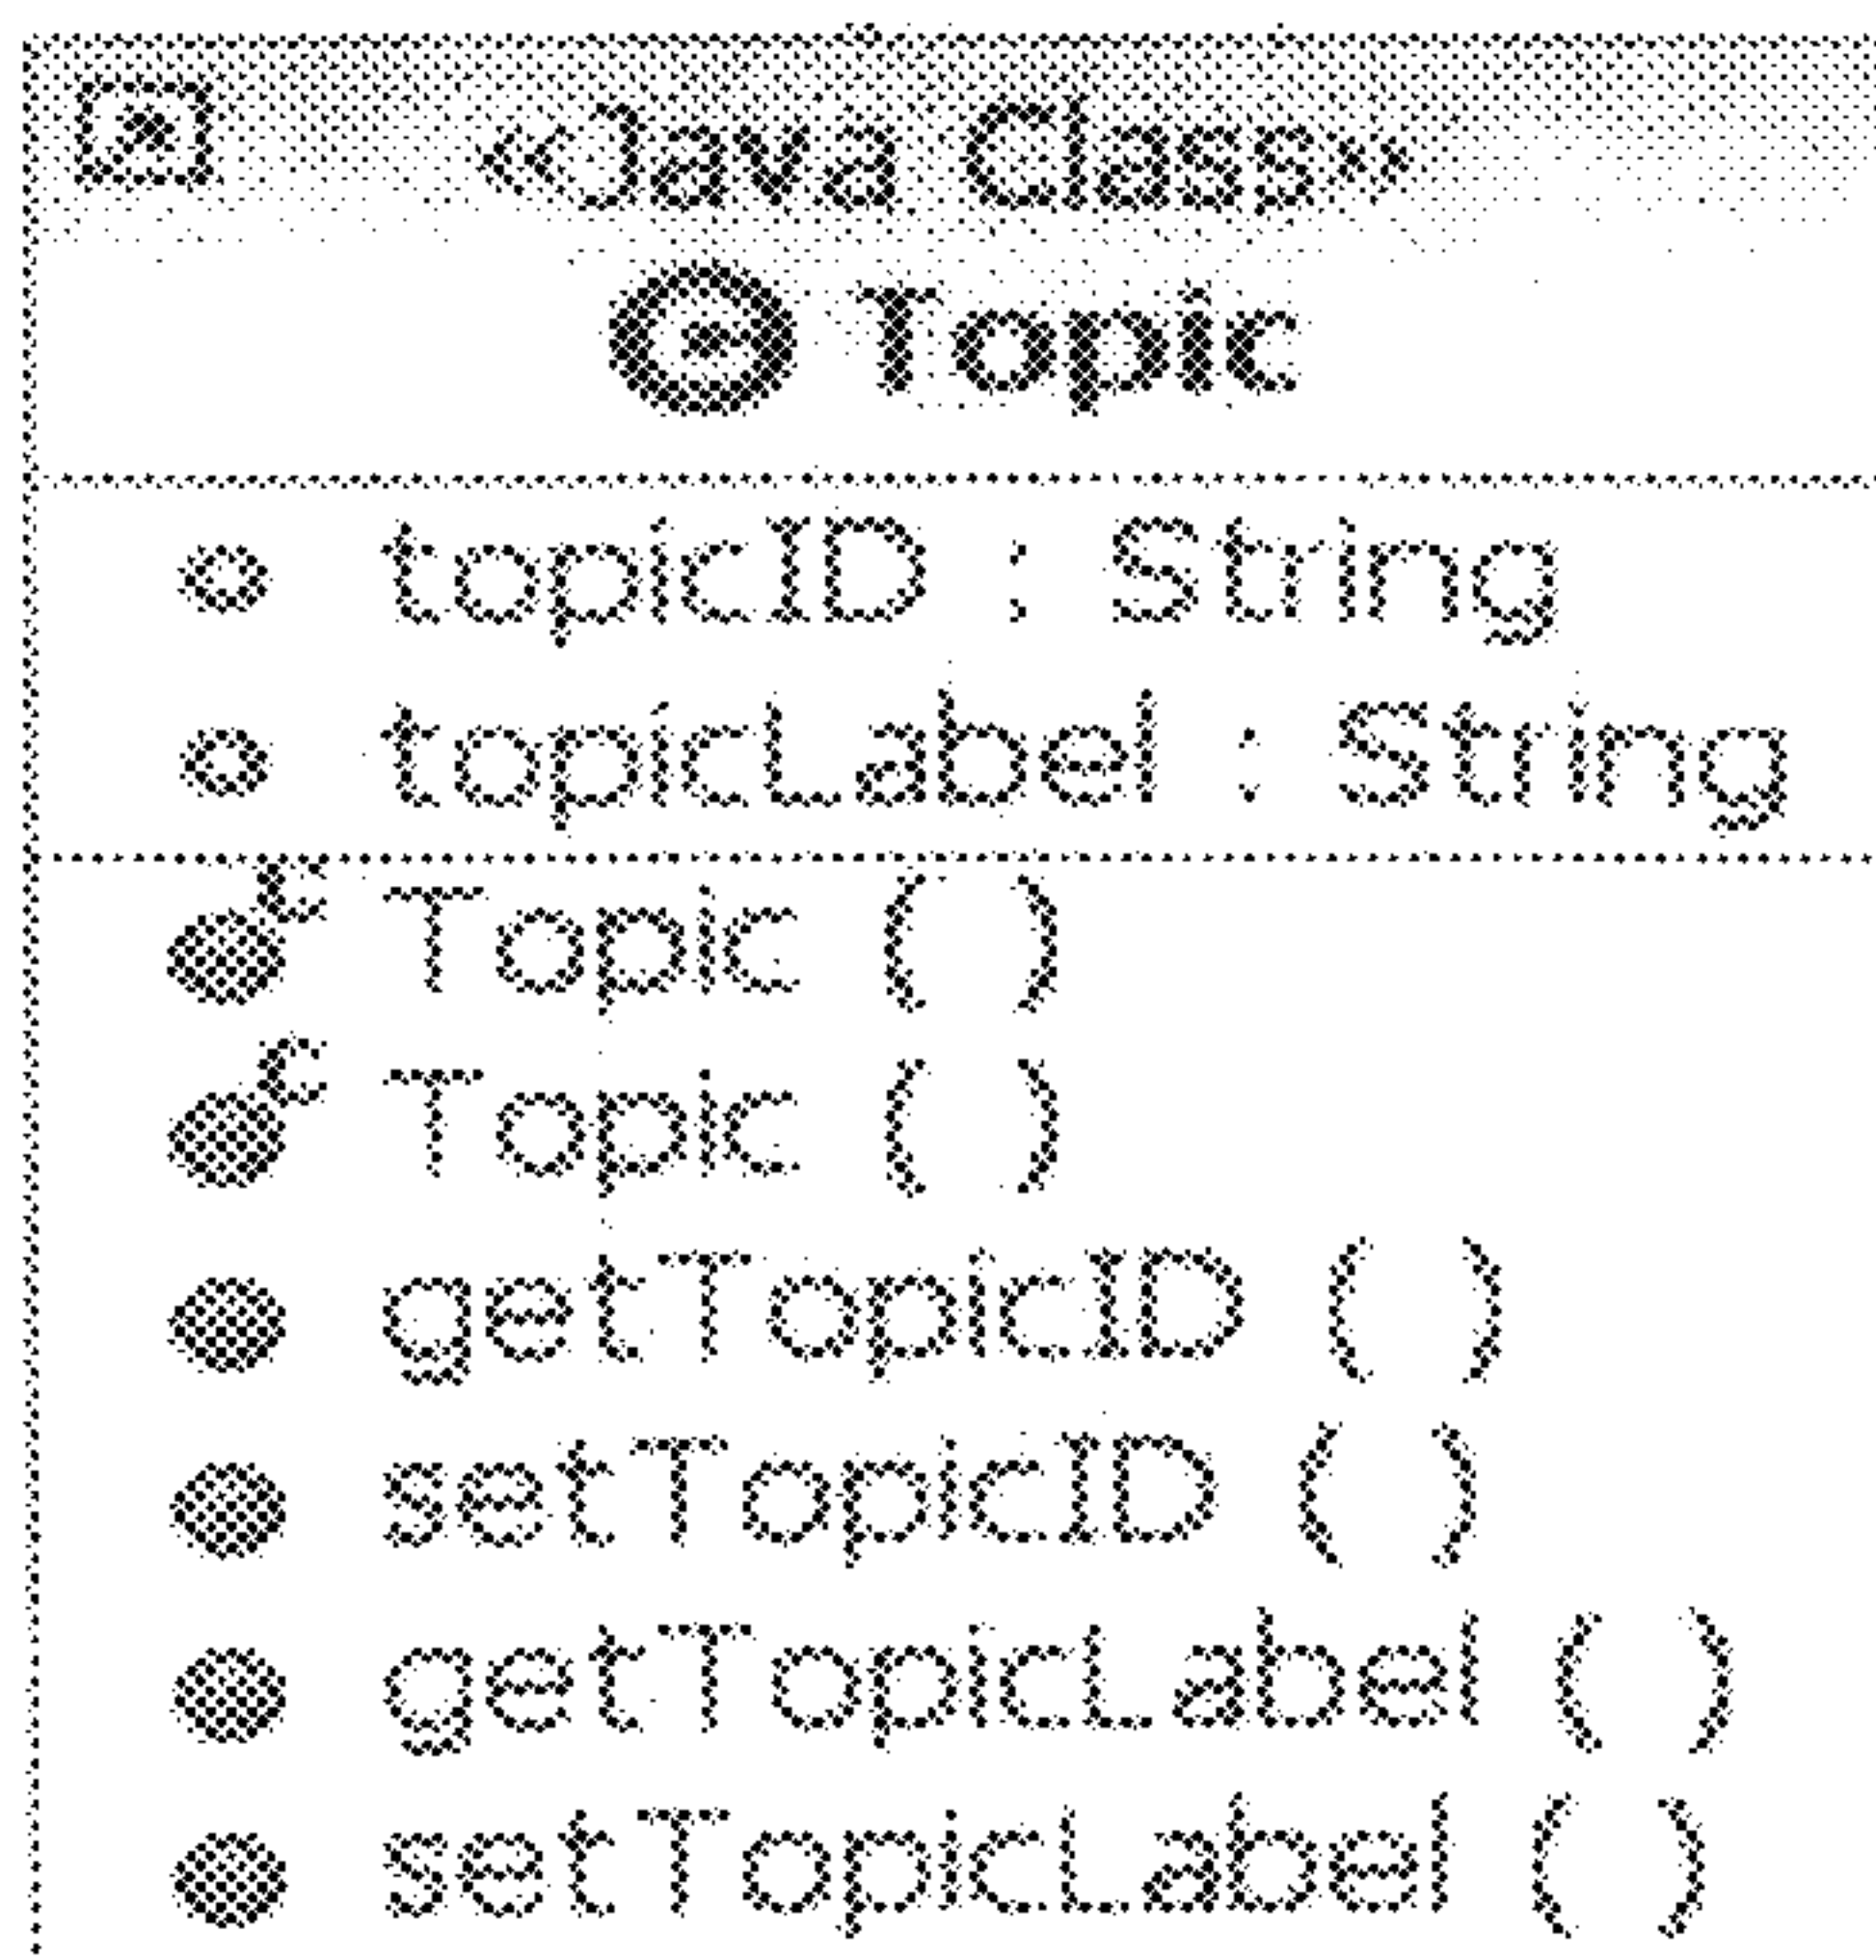 «Java Class»
Topic
topicID : String
topicLabel : String
Topic ( )
Topic ( )
getTopicID ( )
setTopicID ( )
getTopicLabel ( )
setTopicLabel ( )